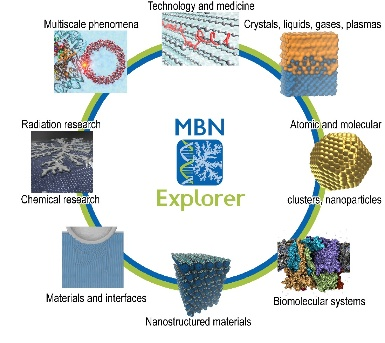 Technology and medicine
Multiscale phenomena
Crystals, liquids, gases, plasmas
Radiation research
MBN
Atomic and molecular
Explorer
Chemical research
clusters, nanoparticles
Materials and interfaces
Biomolecular systems
Nanostructured materials